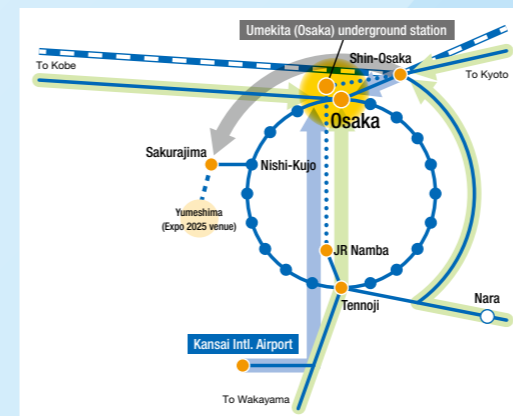 Umekita (Osaka) underground station
Shin-Osaka
To Kobe
To Kyoto
Osaka
Sakurajima
Nishi-Kujo
Yumeshima
(Expo 2025 venue)
JR Namba
Tennoji
Nara
Kansai Intl. Airport
To Wakayama